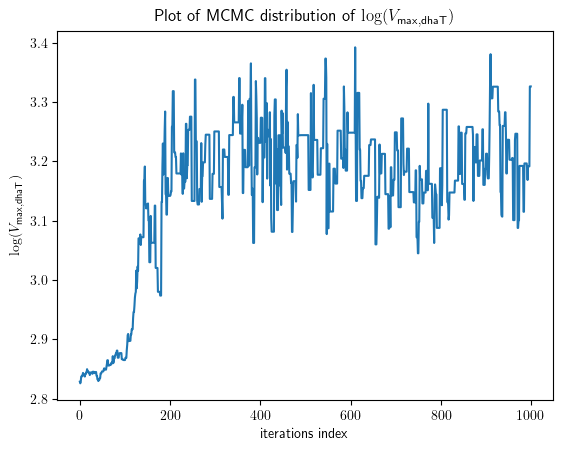 Plot of MCMC distribution of log(V_max,dhaT)
3.4
3.3
3.2
3.1
3.0
2.9
2.8
log(V_max,dhaT)
0 200 400 600 800 1000
iterations index